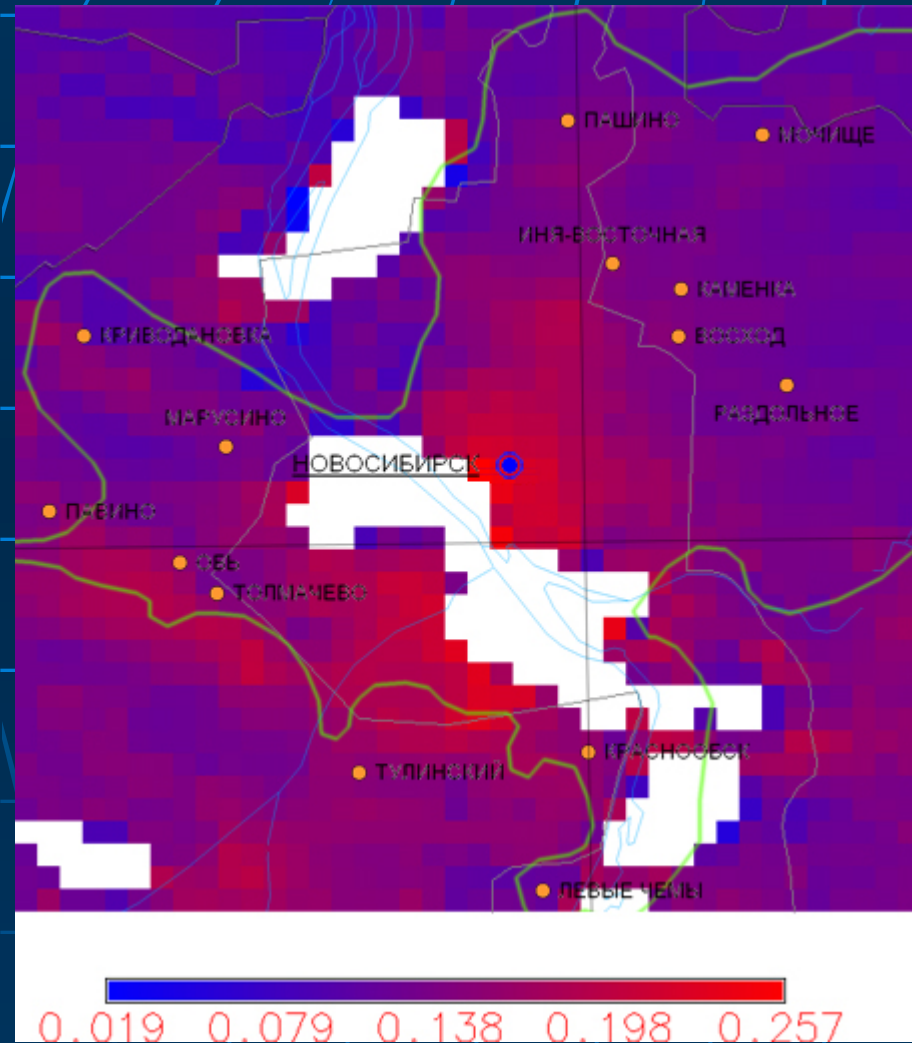 ПАШИНО
МОЧИЩЕ
ИНЯ-ВОСТОЧНАЯ
КАМЕНКА
КРИВОДАНОВКА
ВОСХОД
РАЗДОЛЬНОЕ
МАРУСИНО
НОВОСИБИРСК
ОБЬ
ТОЛМАЧЕВО
КРАСНООБСК
ТУЛИНСКИЙ
ЛЕВЫЕ ЧЕМЫ
0.019 0.079 0.138 0.198 0.257